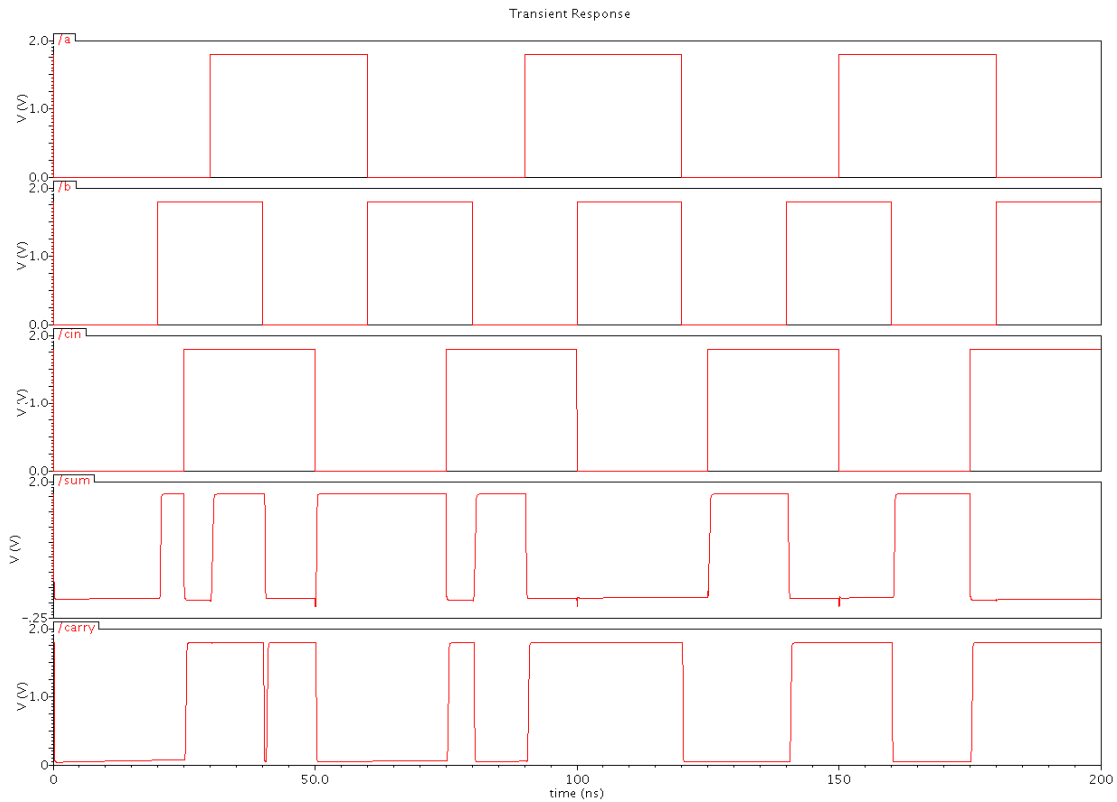 Transient Response
/a
2.0
V (V)
1.0
0.0
/b
2.0
V (V)
1.0
0.0
/cin
2.0
V (V)
1.0
0.0
/sum
2.0
V (V)
-.25
/carry
2.0
V (V)
1.0
0
0 50.0 100 150 200
time (ns)